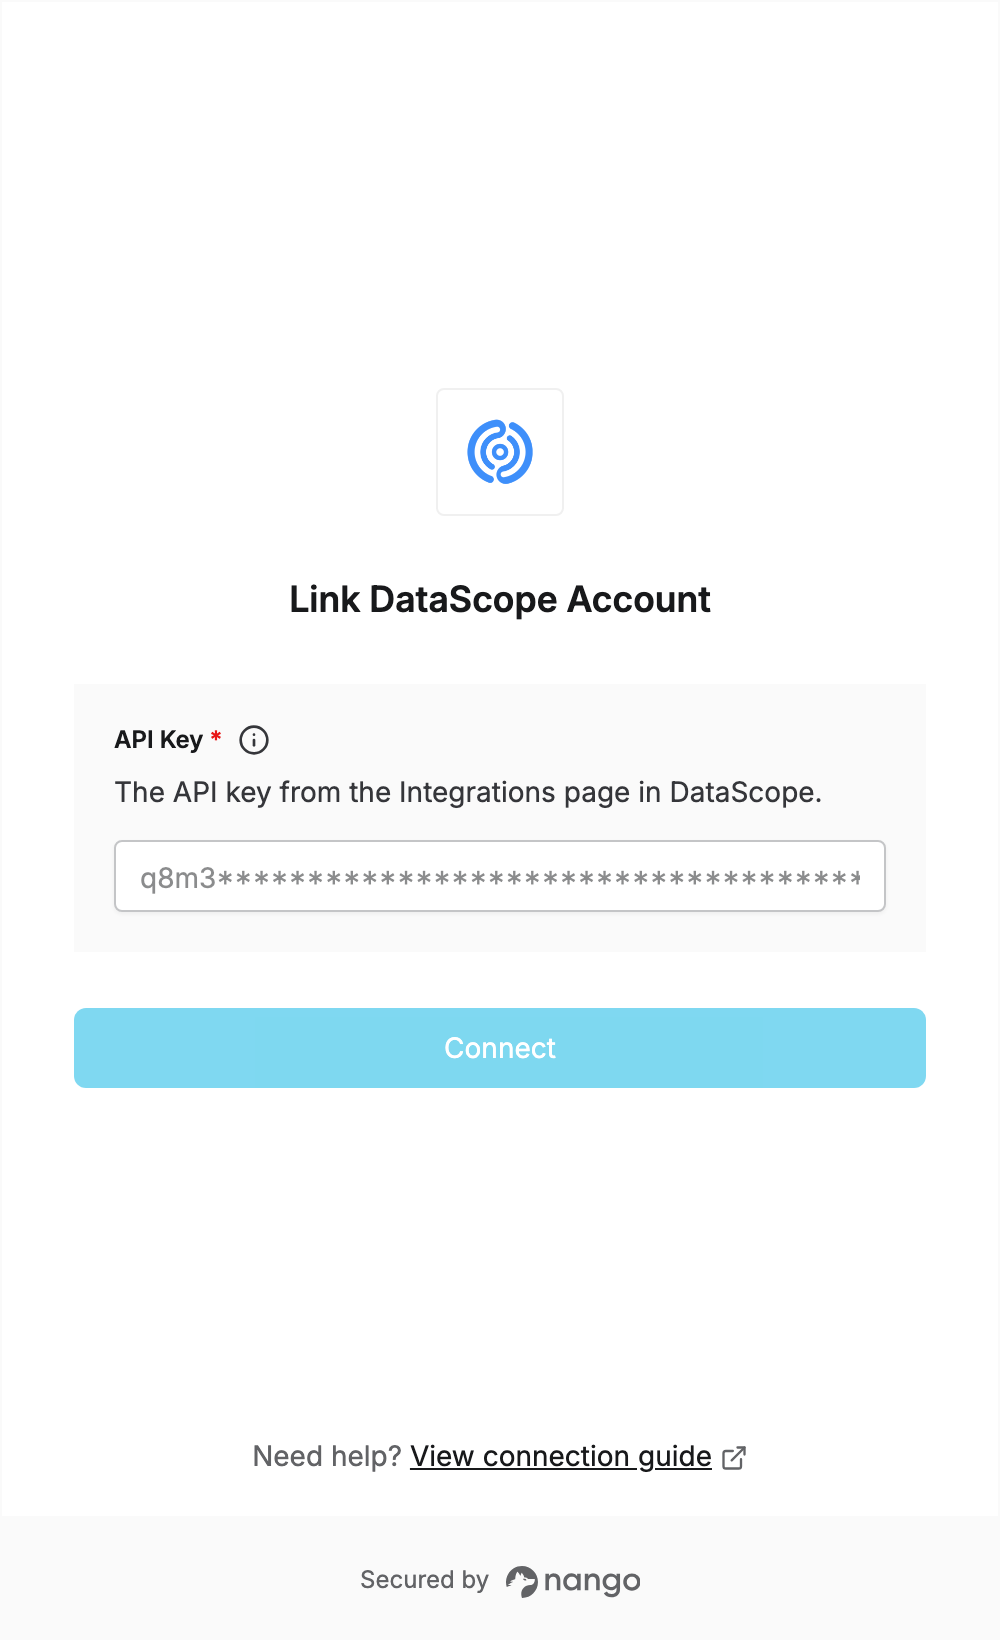 Link DataScope Account
API Key *
The API key from the Integrations page in DataScope.
q8m3************************************
Connect
Need help? View connection guide
Secured by nango